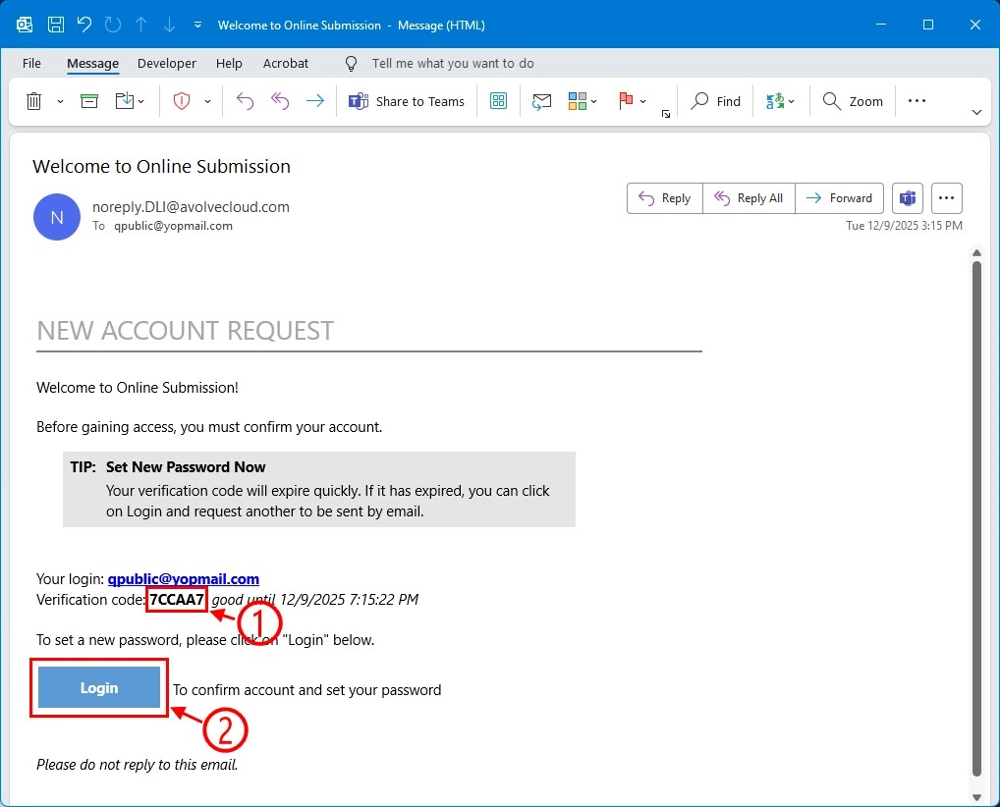 Welcome to Online Submission - Message (HTML)
File Message Developer Help Acrobat Tell me what you want to do
Share to Teams Find Zoom
Welcome to Online Submission
N
noreply.DLI@avolvecloud.com
To qpublic@yopmail.com
Reply Reply All Forward
Tue 12/9/2025 3:15 PM
NEW ACCOUNT REQUEST
Welcome to Online Submission!
Before gaining access, you must confirm your account.
TIP: Set New Password Now
Your verification code will expire quickly. If it has expired, you can click
on Login and request another to be sent by email.
Your login: qpublic@yopmail.com
Verification code: 7CCAA7 good until 12/9/2025 7:15:22 PM
1
To set a new password, please click on "Login" below.
Login To confirm account and set your password
2
Please do not reply to this email.